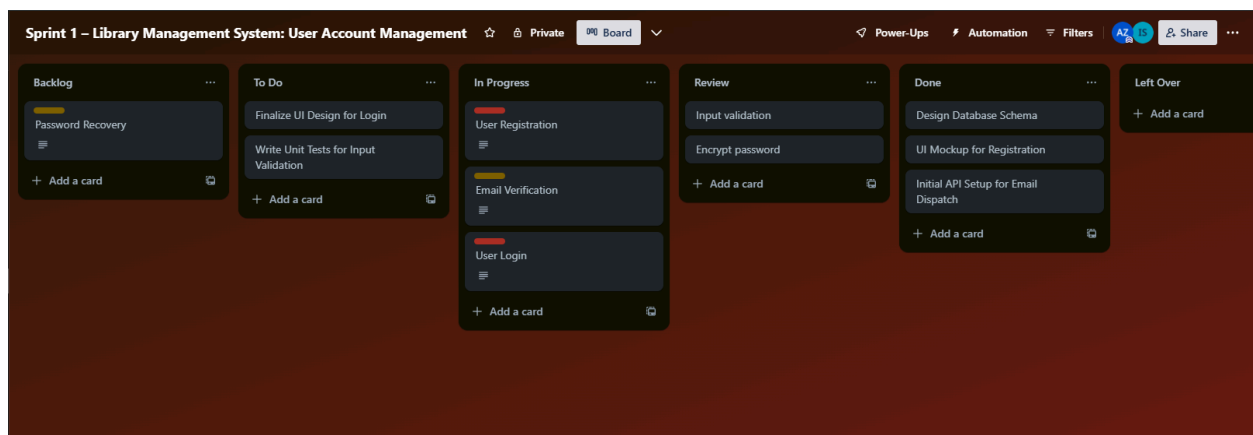 Sprint 1 – Library Management System: User Account Management
Private
Board
Power-Ups
Automation
Filters
AZ
IS
Share
Backlog
Password Recovery
+ Add a card
To Do
Finalize UI Design for Login
Write Unit Tests for Input
Validation
+ Add a card
In Progress
User Registration
Email Verification
User Login
+ Add a card
Review
Input validation
Encrypt password
+ Add a card
Done
Design Database Schema
UI Mockup for Registration
Initial API Setup for Email
Dispatch
+ Add a card
Left Over
+ Add a card